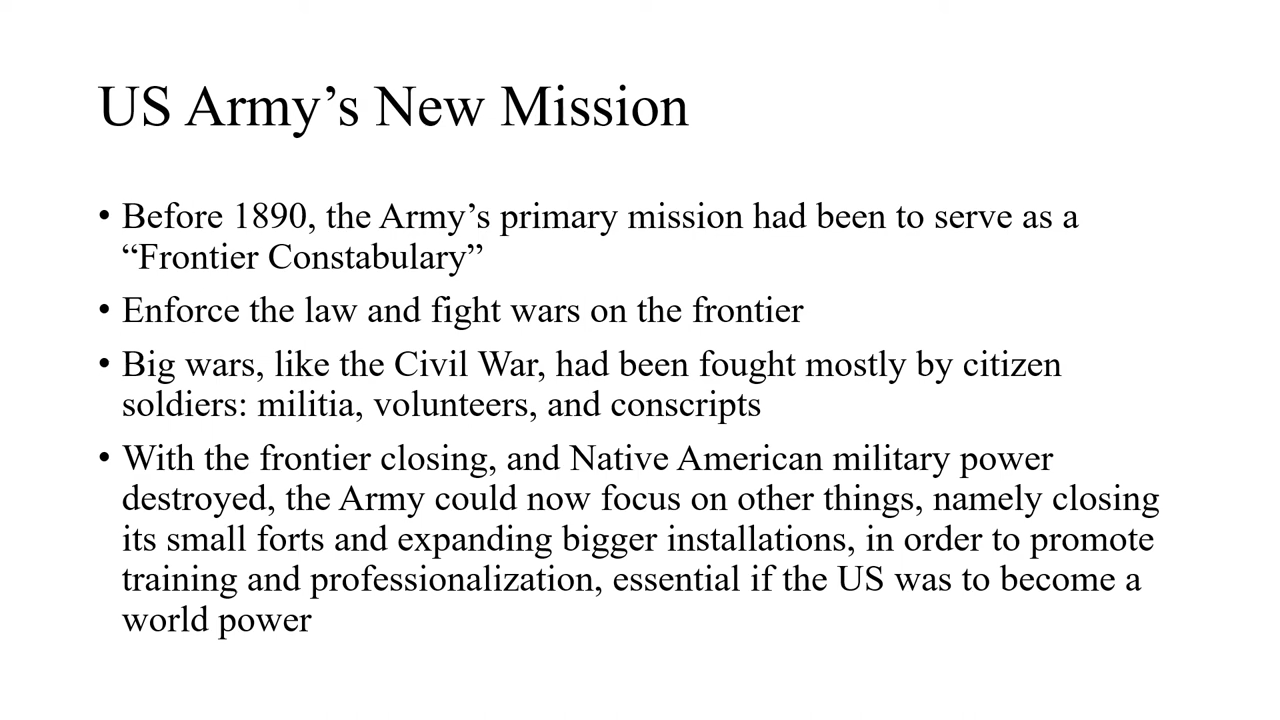 US Army’s New Mission
• Before 1890, the Army’s primary mission had been to serve as a
“Frontier Constabulary”
• Enforce the law and fight wars on the frontier
• Big wars, like the Civil War, had been fought mostly by citizen
soldiers: militia, volunteers, and conscripts
• With the frontier closing, and Native American military power
destroyed, the Army could now focus on other things, namely closing
its small forts and expanding bigger installations, in order to promote
training and professionalization, essential if the US was to become a
world power